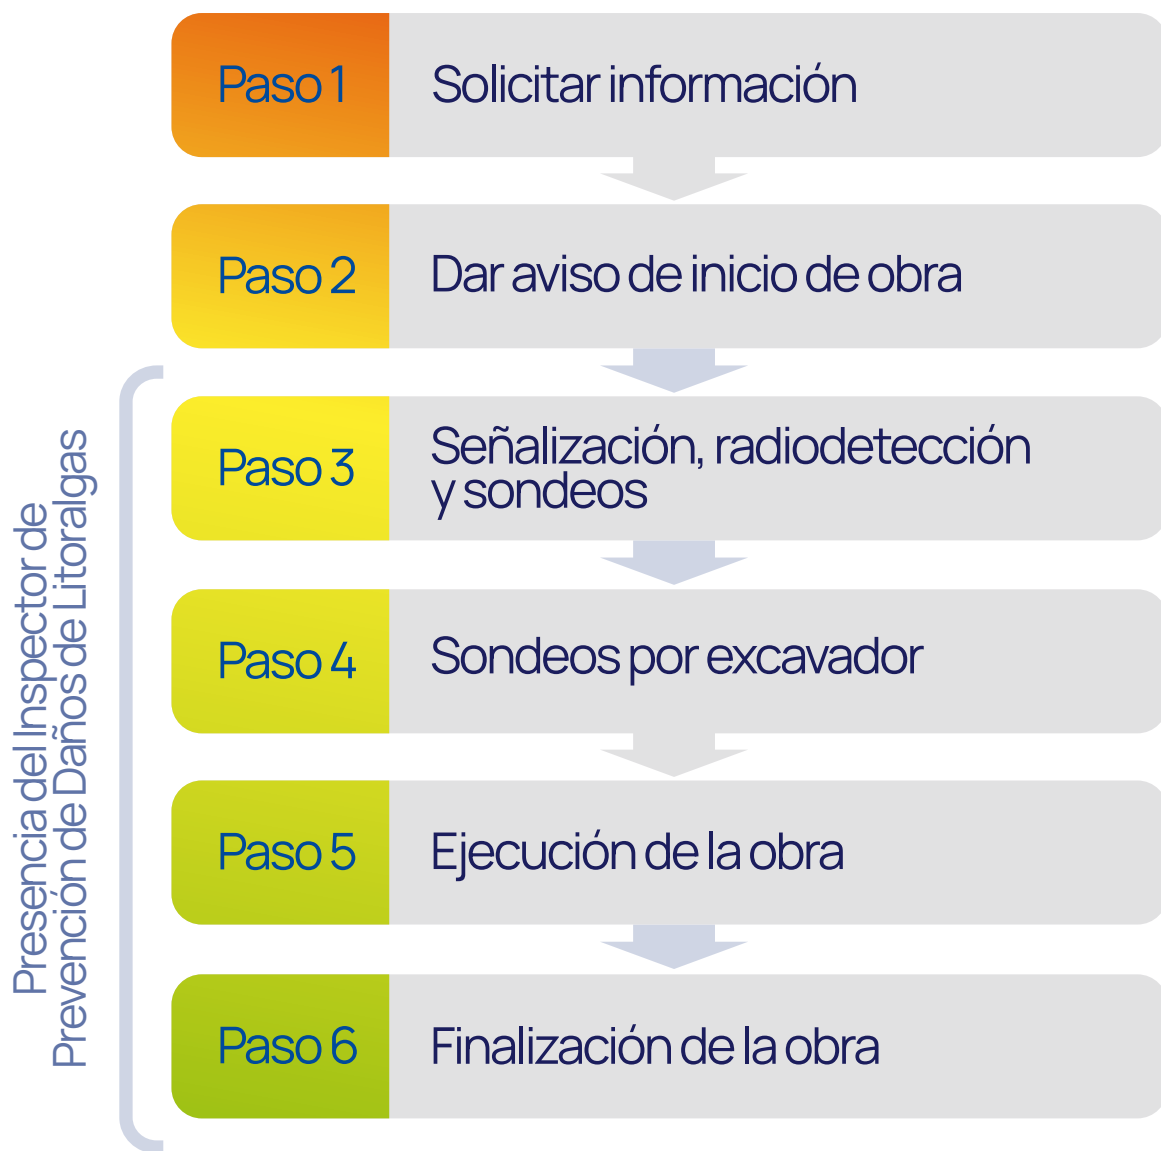 Paso 1
Solicitar información
Paso 2
Dar aviso de inicio de obra
Paso 3
Señalización, radiodetección
y sondeos
Paso 4
Sondeos por excavador
Paso 5
Ejecución de la obra
Paso 6
Finalización de la obra
Presencia del Inspector de
Prevención de Daños de Litoralgas